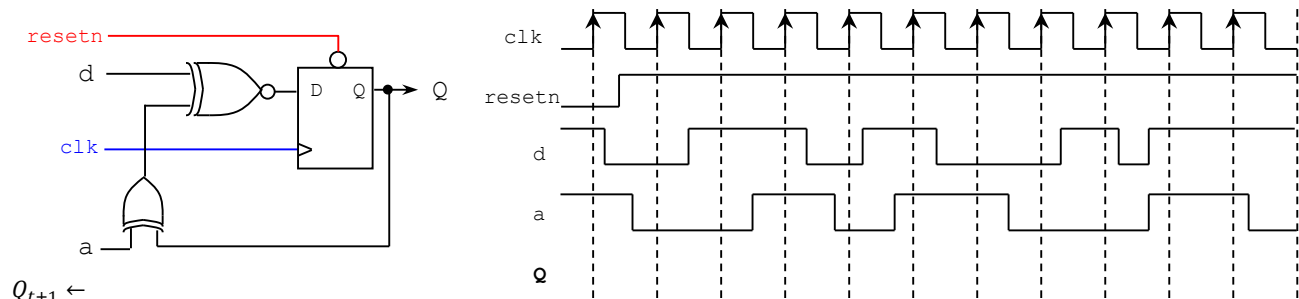 resetn
d
D Q
Q
clk
a
Q_{t+1} ←
clk
resetn
d
a
Q